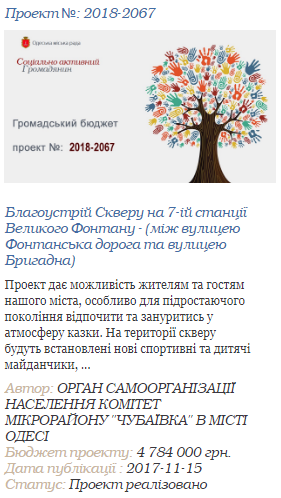 Проект №: 2018-2067
Одеська міська рада
Соціально активний
Громадянин
Громадський бюджет
проект №: 2018-2067
Благоустрій Скверу на 7-ій станції
Великого Фонтану - (між вулицею
Фонтанська дорога та вулицею
Бригадна)
Проект дає можливість жителям та гостям
нашого міста, особливо для підростаючого
покоління відпочити та зануритись у
атмосферу казки. На території скверу
будуть встановлені нові спортивні та дитячі
майданчики, ...
Автор: ОРГАН САМООРГАНІЗАЦІЇ
НАСЕЛЕННЯ КОМІТЕТ
МІКРОРАЙОНУ "ЧУБАЇВКА" В МІСТІ
ОДЕСІ
Бюджет проекту: 4 784 000 грн.
Дата публікації : 2017-11-15
Статус: Проект реалізовано